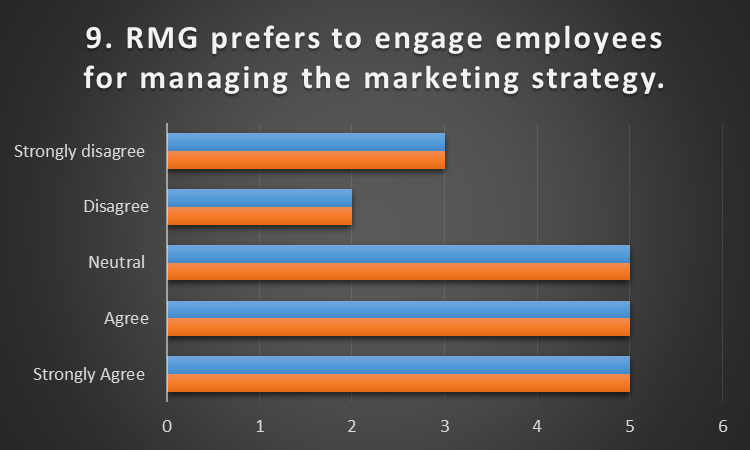 9. RMG prefers to engage employees
for managing the marketing strategy.
Strongly disagree
Disagree
Neutral
Agree
Strongly Agree
0 1 2 3 4 5 6